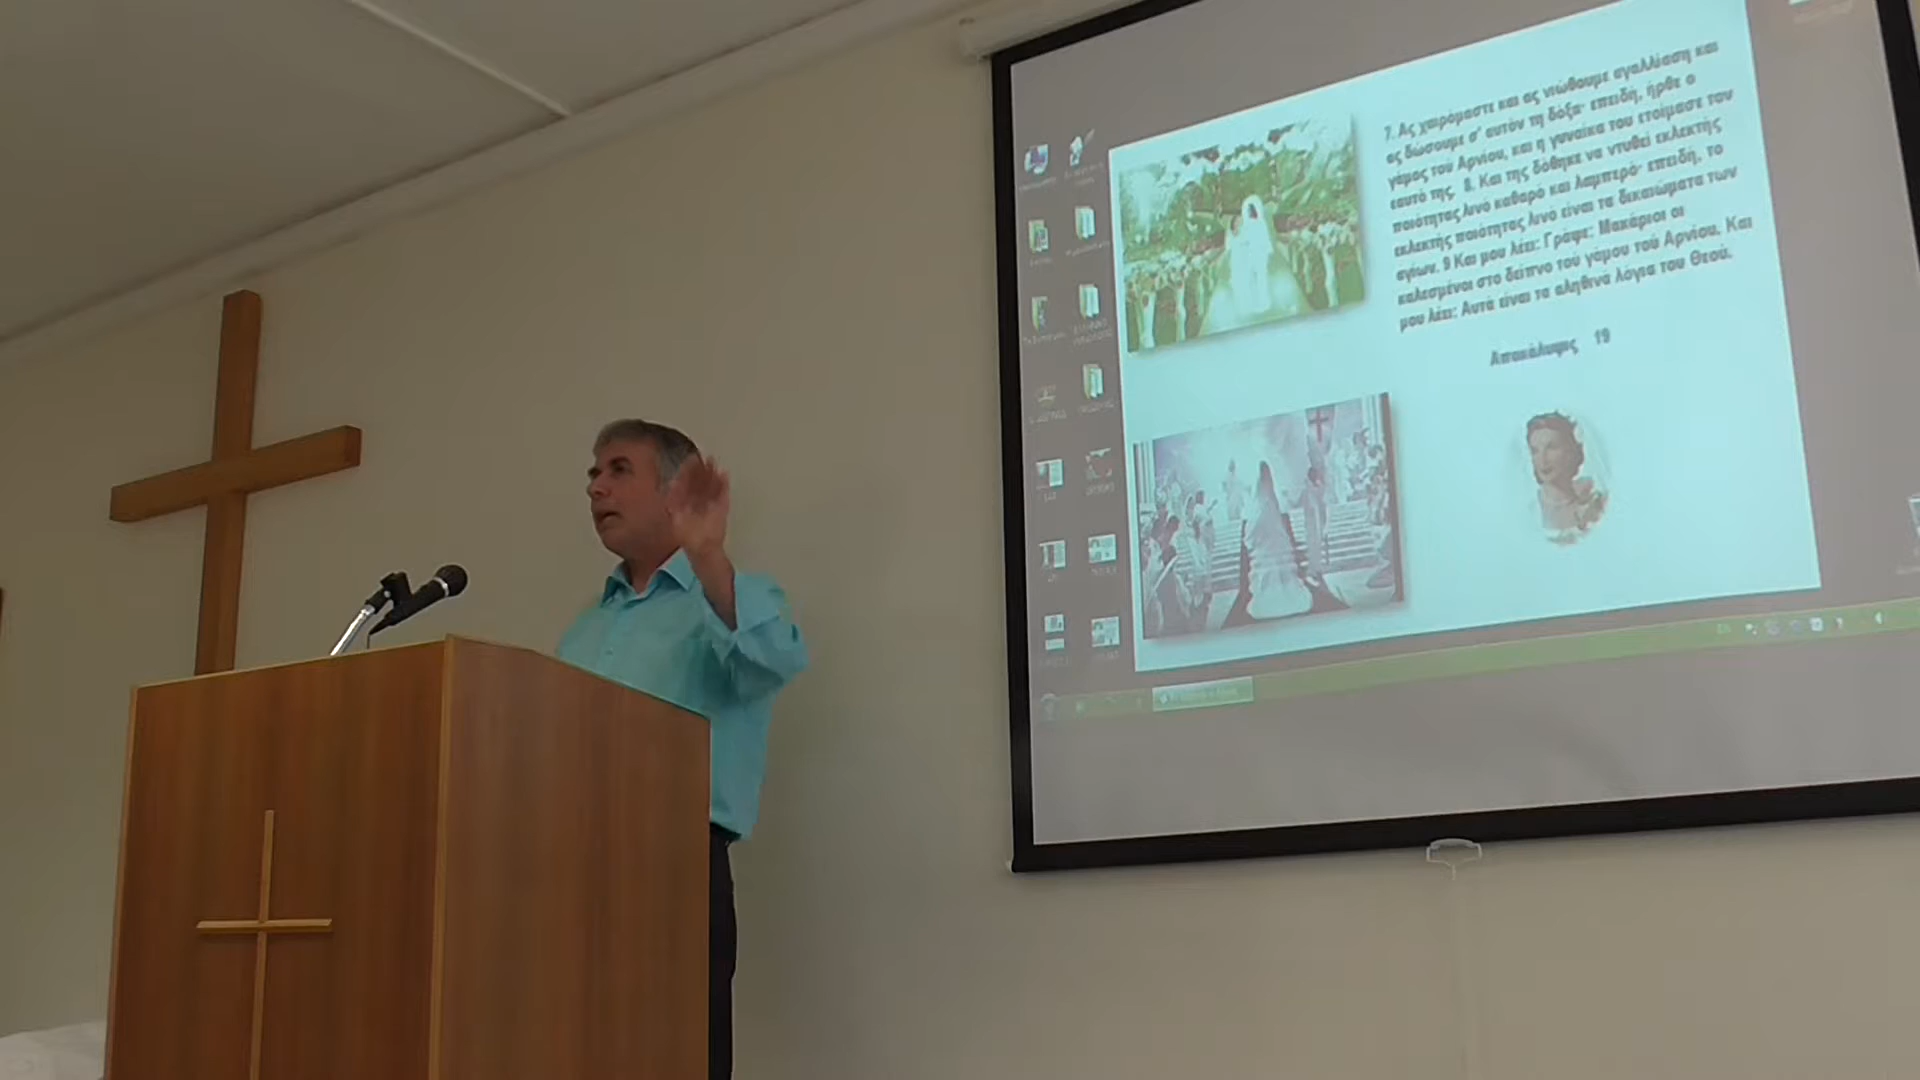 7. Ας χαιρόμαστε και ας νιώθουμε αγαλλίαση και
ας δώσουμε σ' αυτόν τη δόξα· επειδή, ήρθε ο
γάμος τού Αρνίου, και η γυναίκα του ετοίμασε τον
εαυτό της. 8. Και της δόθηκε να ντυθεί εκλεκτής
ποιότητας λινό καθαρό και λαμπερό· επειδή, το
εκλεκτής ποιότητας λινό είναι τα δικαιώματα των
αγίων. 9 Και μου λέει: Γράψε: Μακάριοι οι
καλεσμένοι στο δείπνο τού γάμου τού Αρνίου. Και
μου λέει: Αυτά είναι τα αληθινά λόγια του Θεού.
Αποκάλυψις 19